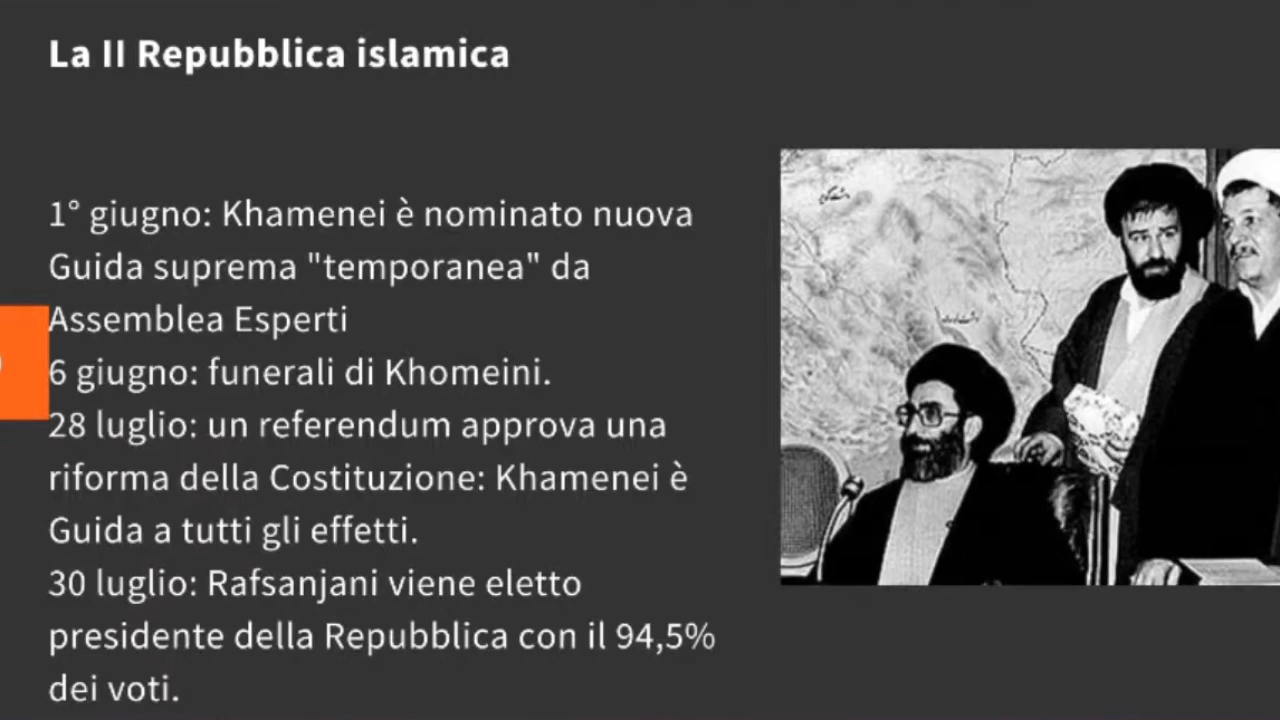 La II Repubblica islamica
1° giugno: Khamenei è nominato nuova
Guida suprema "temporanea" da
Assemblea Esperti
6 giugno: funerali di Khomeini.
28 luglio: un referendum approva una
riforma della Costituzione: Khamenei è
Guida a tutti gli effetti.
30 luglio: Rafsanjani viene eletto
presidente della Repubblica con il 94,5%
dei voti.